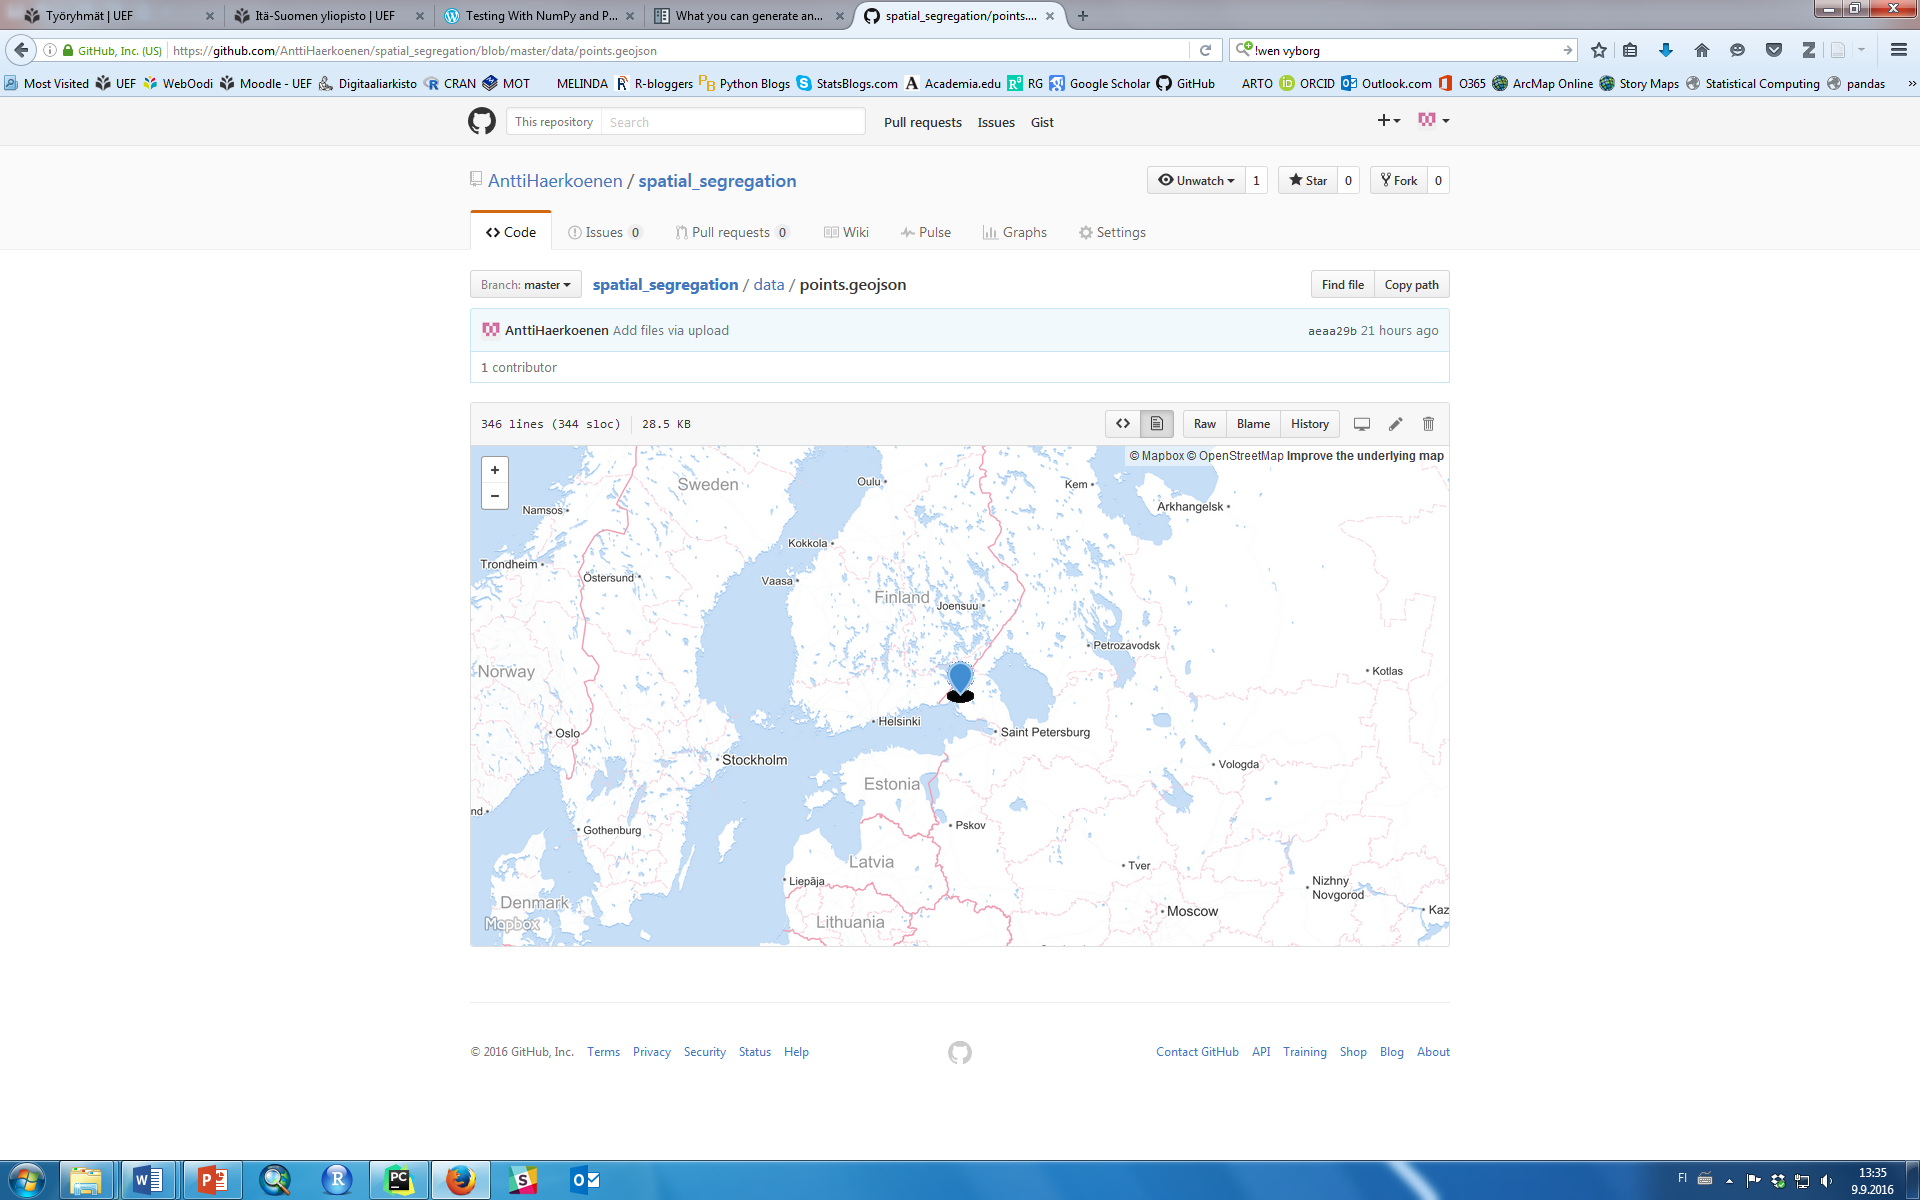 Työryhmät | UEF
Itä-Suomen yliopisto | UEF
Testing With NumPy and P...
What you can generate an...
spatial_segregation/points....
GitHub, Inc. (US)
https://github.com/AnttiHaerkoenen/spatial_segregation/blob/master/data/points.geojson
!wen vyborg
Most Visited
UEF
WebOodi
Moodle - UEF
Digitaaliarkisto
CRAN
MOT
MELINDA
R-bloggers
Python Blogs
StatsBlogs.com
Academia.edu
RG
Google Scholar
GitHub
ARTO
ORCID
Outlook.com
O365
ArcMap Online
Story Maps
Statistical Computing
pandas
This repository
Search
Pull requests
Issues
Gist
AnttiHaerkoenen / spatial_segregation
Unwatch 1
Star 0
Fork 0
Code
Issues 0
Pull requests 0
Wiki
Pulse
Graphs
Settings
Branch: master
spatial_segregation / data / points.geojson
Find file
Copy path
AnttiHaerkoenen Add files via upload
aeaa29b 21 hours ago
1 contributor
346 lines (344 sloc)
28.5 KB
Raw
Blame
History
+
−
© Mapbox © OpenStreetMap Improve the underlying map
Sweden
Oulu
Kem
Arkhangelsk
Namsos
Kokkola
Trondheim
Östersund
Vaasa
Finland
Joensuu
Petrozavodsk
Norway
Kotlas
Helsinki
Oslo
Saint Petersburg
Stockholm
Vologda
Estonia
nd
Gothenburg
Pskov
Latvia
Tver
Liepāja
Nizhny
Novgorod
Denmark
Moscow
Kaz
Mapbox
Lithuania
© 2016 GitHub, Inc.
Terms
Privacy
Security
Status
Help
Contact GitHub
API
Training
Shop
Blog
About
FI
13:35
9.9.2016